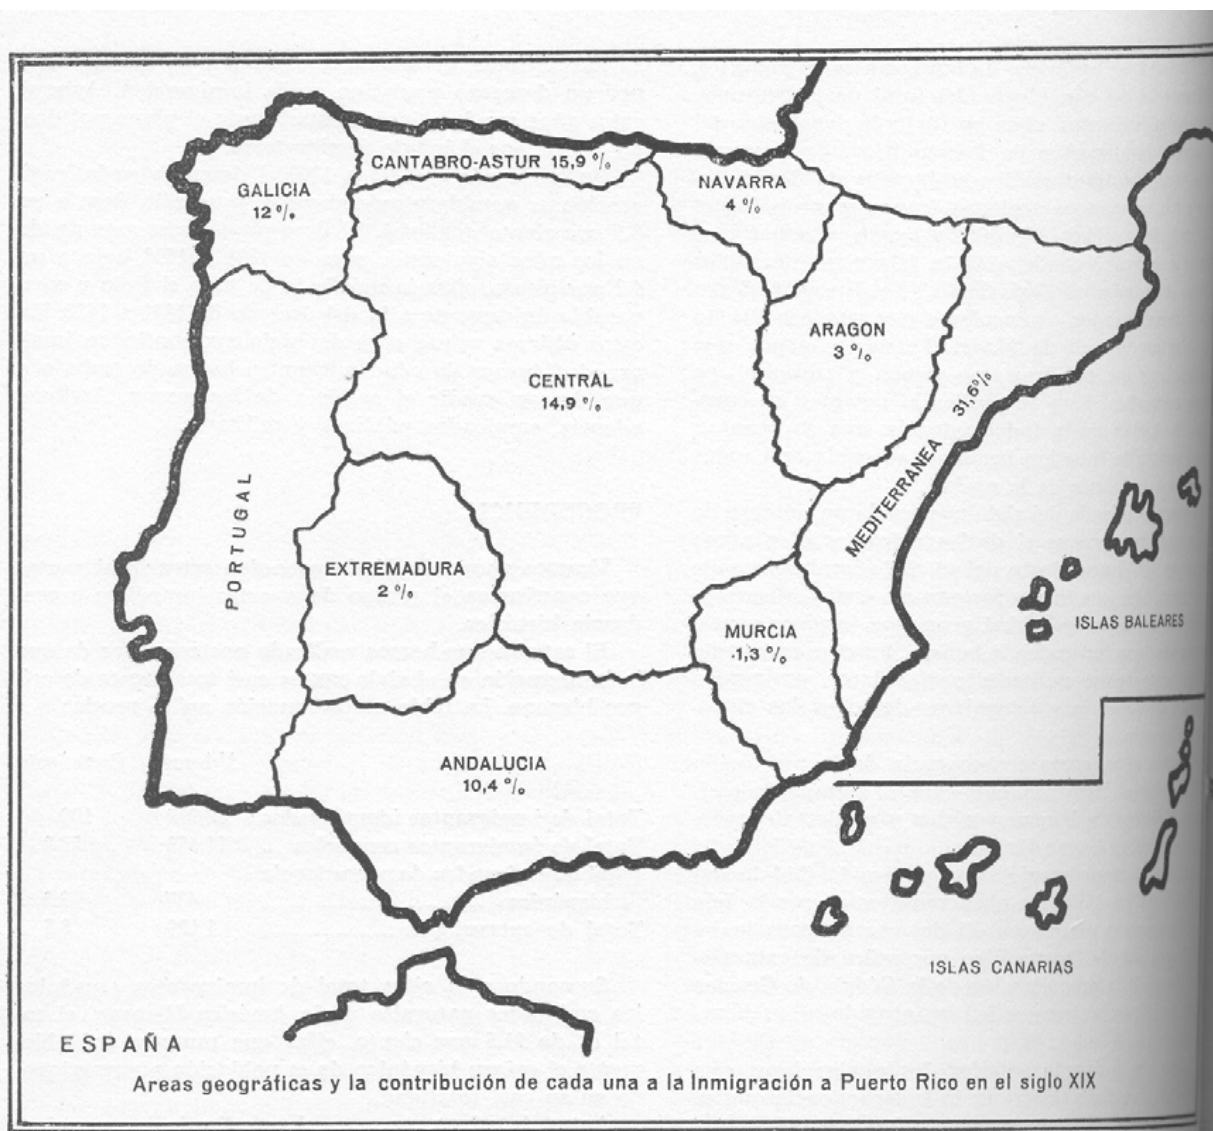 CANTABRO-ASTUR 15,9 %
GALICIA
12 %
NAVARRA
4 %
ARAGON
3 %
CENTRAL
14,9 %
MEDITERRANEA 31,6%
PORTUGAL
EXTREMADURA
2 %
MURCIA
1,3 %
ISLAS BALEARES
ANDALUCIA
10,4 %
ISLAS CANARIAS
ESPAÑA
Areas geográficas y la contribución de cada una a la Inmigración a Puerto Rico en el siglo XIX